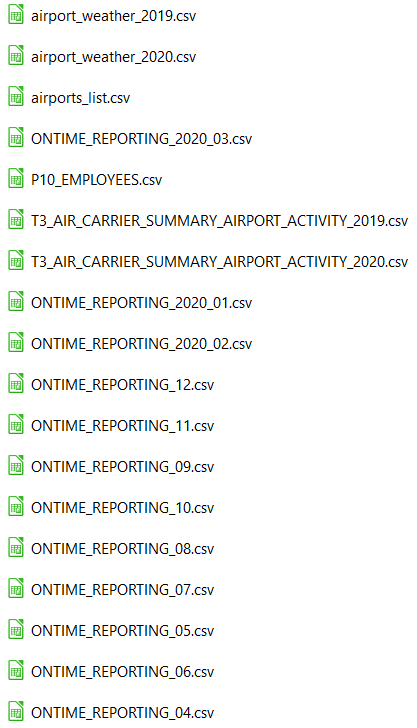 airport_weather_2019.csv
airport_weather_2020.csv
airports_list.csv
ONTIME_REPORTING_2020_03.csv
P10_EMPLOYEES.csv
T3_AIR_CARRIER_SUMMARY_AIRPORT_ACTIVITY_2019.csv
T3_AIR_CARRIER_SUMMARY_AIRPORT_ACTIVITY_2020.csv
ONTIME_REPORTING_2020_01.csv
ONTIME_REPORTING_2020_02.csv
ONTIME_REPORTING_12.csv
ONTIME_REPORTING_11.csv
ONTIME_REPORTING_09.csv
ONTIME_REPORTING_10.csv
ONTIME_REPORTING_08.csv
ONTIME_REPORTING_07.csv
ONTIME_REPORTING_05.csv
ONTIME_REPORTING_06.csv
ONTIME_REPORTING_04.csv